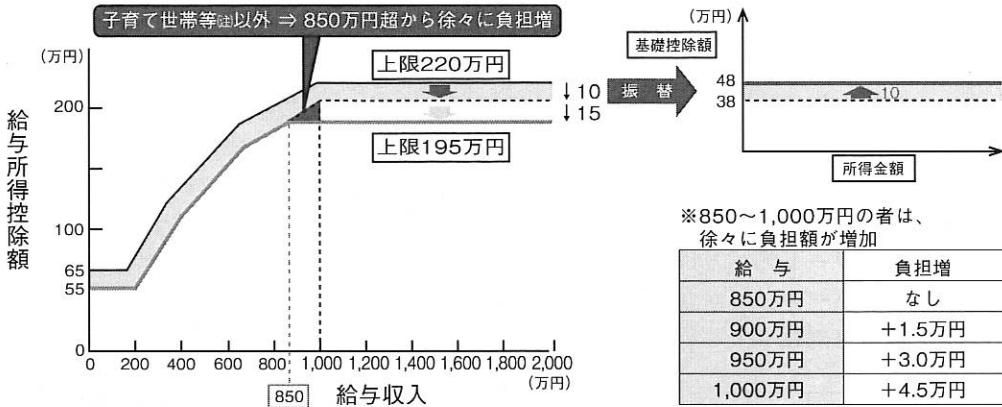 子育て世帯等㊟以外 ⇒ 850万円超から徐々に負担増
(万円)
給与所得控除額
200
100
65
55
0
上限220万円
↓10
↓15
上限195万円
0 200 400 600 800 1,000 1,200 1,400 1,600 1,800 2,000
(万円)
850
給与収入
振替
(万円)
基礎控除額
48
38
10
所得金額
※850～1,000万円の者は、
徐々に負担額が増加
給与 負担増
850万円 なし
900万円 +1.5万円
950万円 +3.0万円
1,000万円 +4.5万円